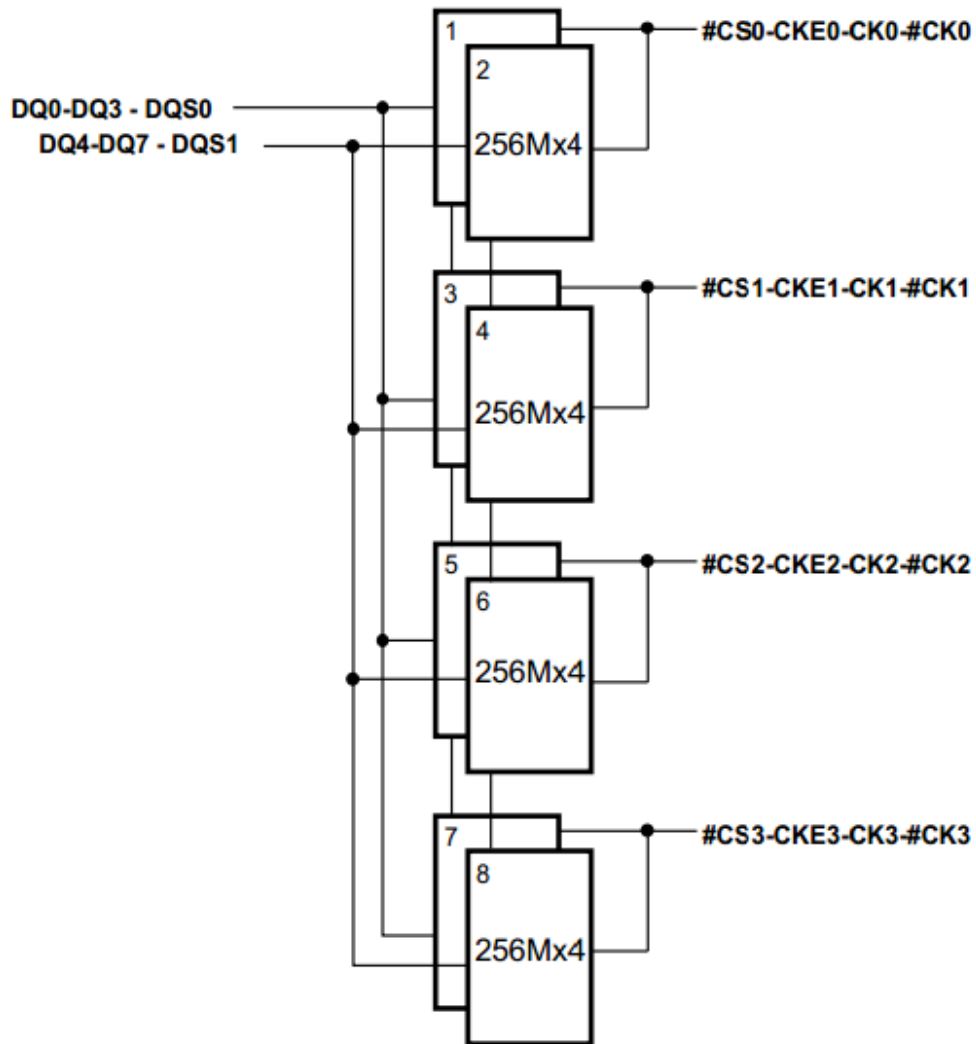 1
#CS0-CKE0-CK0-#CK0
2
DQ0-DQ3 - DQS0
DQ4-DQ7 - DQS1
256Mx4
3
#CS1-CKE1-CK1-#CK1
4
256Mx4
5
#CS2-CKE2-CK2-#CK2
6
256Mx4
7
#CS3-CKE3-CK3-#CK3
8
256Mx4